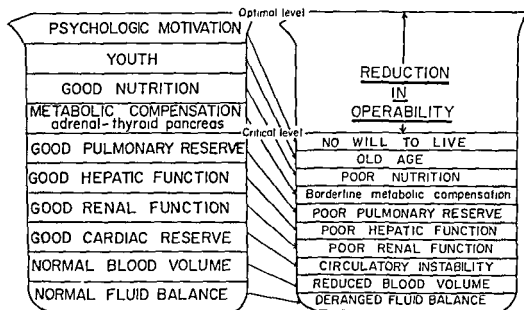 Optimal level
PSYCHOLOGIC MOTIVATION
YOUTH
GOOD NUTRITION
METABOLIC COMPENSATION
adrenal-thyroid pancreas
Critical level
GOOD PULMONARY RESERVE
GOOD HEPATIC FUNCTION
GOOD RENAL FUNCTION
GOOD CARDIAC RESERVE
NORMAL BLOOD VOLUME
NORMAL FLUID BALANCE
REDUCTION
IN
OPERABILITY
NO WILL TO LIVE
OLD AGE
POOR NUTRITION
Borderline metabolic compensation
POOR PULMONARY RESERVE
POOR HEPATIC FUNCTION
POOR RENAL FUNCTION
CIRCULATORY INSTABILITY
REDUCED BLOOD VOLUME
DERANGED FLUID BALANCE